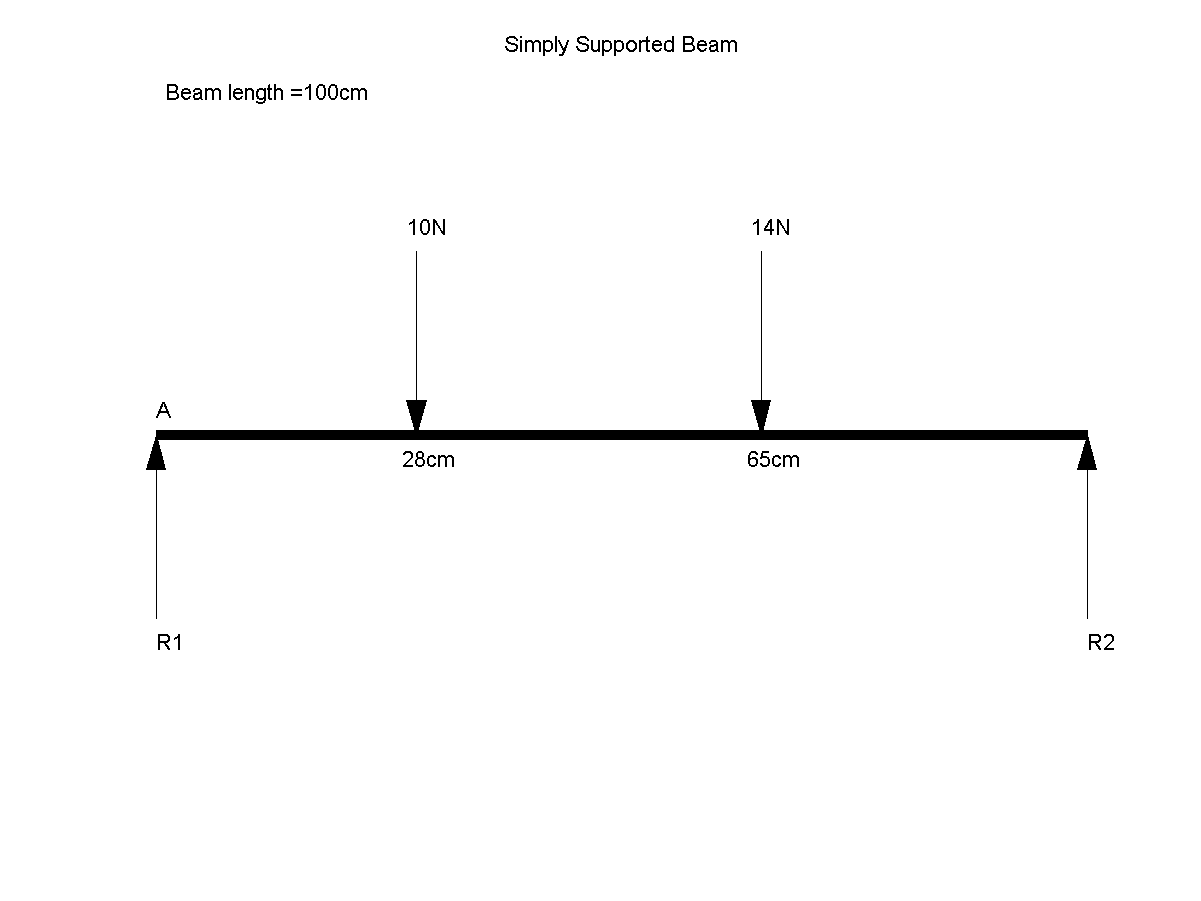 Simply Supported Beam
Beam length =100cm
10N
14N
A
28cm
65cm
R1
R2